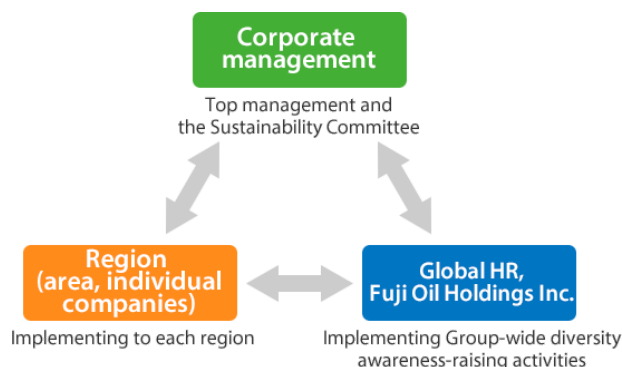 Corporate
management
Top management and
the Sustainability Committee
Region
(area, individual
companies)
Implementing to each region
Global HR,
Fuji Oil Holdings Inc.
Implementing Group-wide diversity
awareness-raising activities